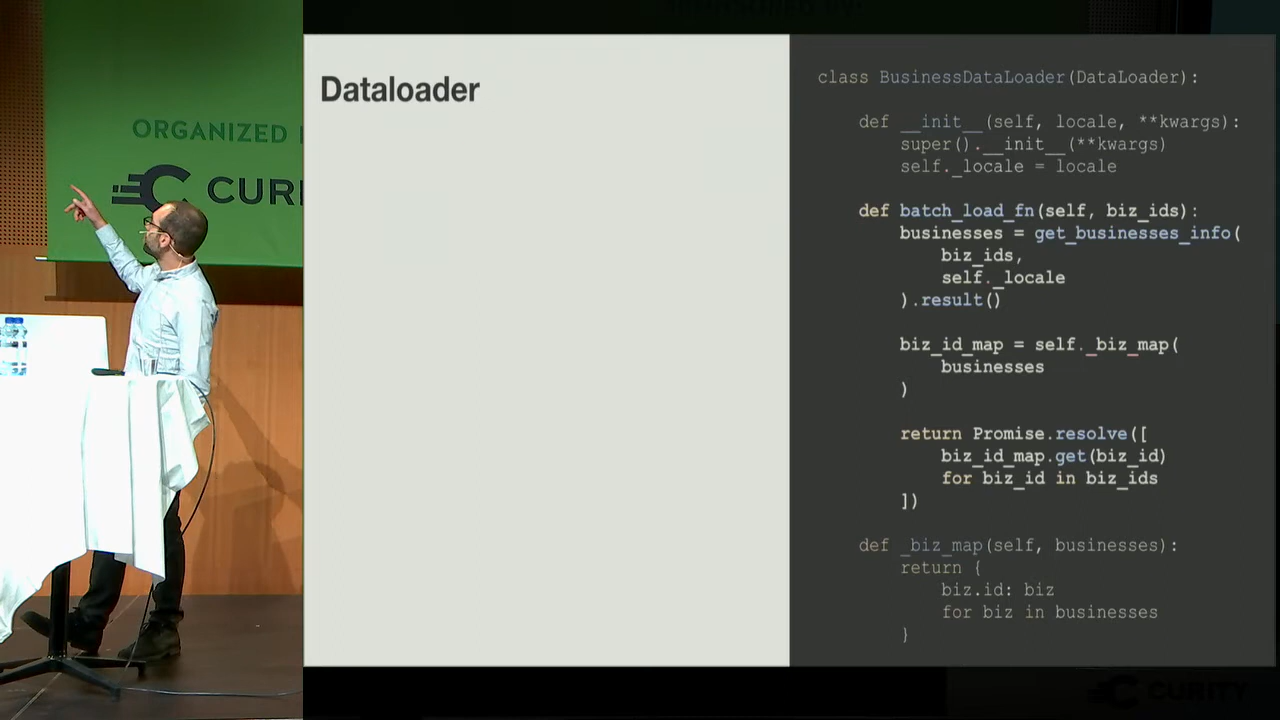 ORGANIZED
CURI
Dataloader
class BusinessDataLoader(DataLoader):
def __init__(self, locale, **kwargs):
super().__init__(**kwargs)
self._locale = locale
def batch_load_fn(self, biz_ids):
businesses = get_businesses_info(
biz_ids,
self._locale
).result()
biz_id_map = self._biz_map(
businesses
)
return Promise.resolve([
biz_id_map.get(biz_id)
for biz_id in biz_ids
])
def _biz_map(self, businesses):
return {
biz.id: biz
for biz in businesses
}
CURITY